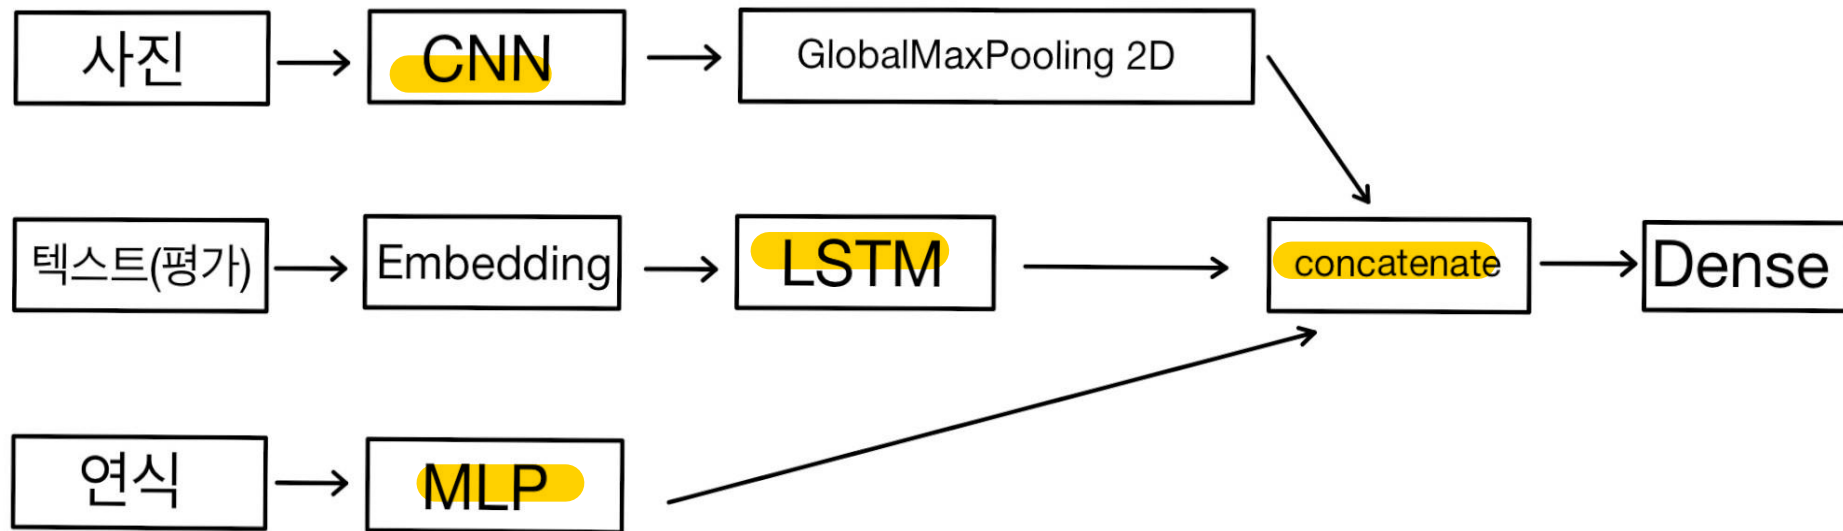 사진
CNN
GlobalMaxPooling 2D
텍스트(평가)
Embedding
LSTM
concatenate
Dense
연식
MLP